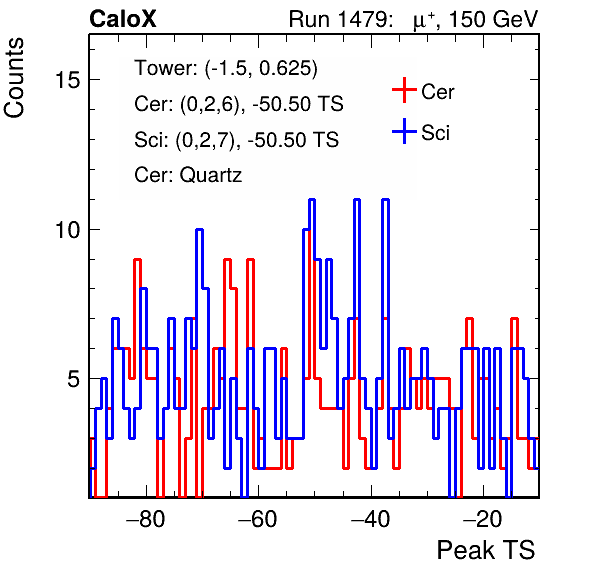 CaloX Run 1479: μ⁺, 150 GeV
Counts
Tower: (-1.5, 0.625)
Cer: (0,2,6), -50.50 TS
Sci: (0,2,7), -50.50 TS
Cer: Quartz
Cer
Sci
15
10
5
−80 −60 −40 −20
Peak TS